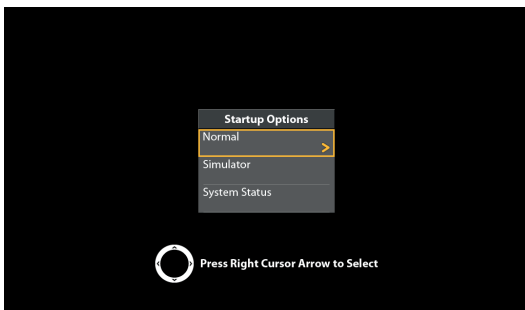 Startup Options
Normal
Simulator
System Status
Press Right Cursor Arrow to Select